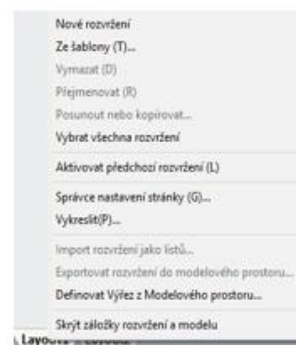 Nové rozvržení
Ze šablony (T)...
Vymazat (D)
Přejmenovat (R)
Posunout nebo kopírovat...
Vybrat všechna rozvržení
Aktivovat předchozí rozvržení (L)
Správce nastavení stránky (G)...
Vykreslit(P)...
Import rozvržení jako listů...
Exportovat rozvržení do modelového prostoru...
Definovat Výřez z Modelového prostoru...
Skrýt záložky rozvržení a modelu